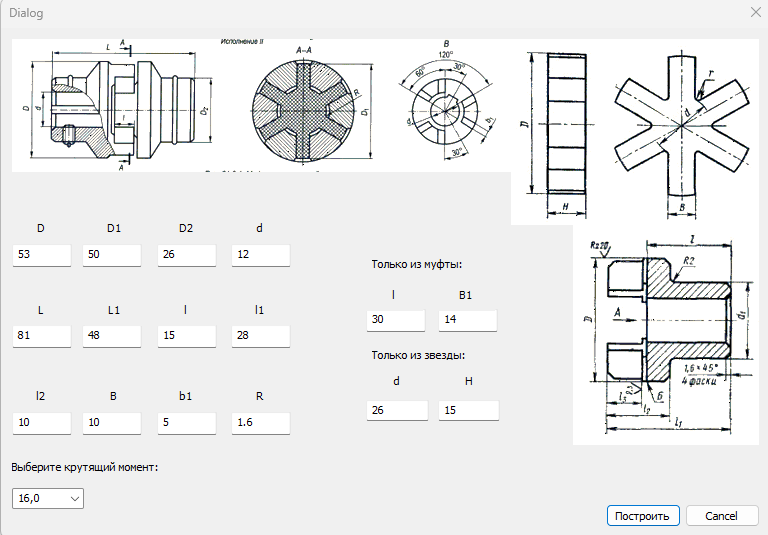 Dialog
Исполнение II
A
L
A–A
B
120°
60°
30°
R
D
d
l
D₂
D₁
d
b₁
A
30°
D
H
r
d
B
D D1 D2 d
53 50 26 12
L L1 l l1
81 48 15 28
l2 B b1 R
10 10 5 1.6
Выберите крутящий момент:
16,0
Только из муфты:
l B1
30 14
Только из звезды:
d H
26 15
Rz20
l
R2
D
A
d₁
1,6×45°
4 фаски
l₃
l₂
Б
l₁
Построить Cancel